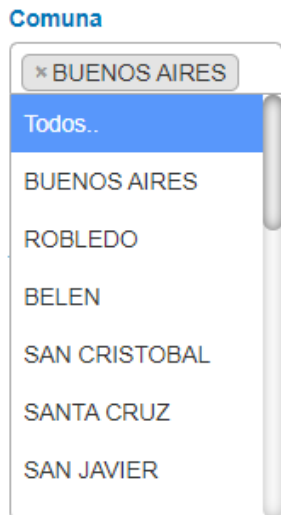 Comuna
× BUENOS AIRES
Todos..
BUENOS AIRES
ROBLEDO
BELEN
SAN CRISTOBAL
SANTA CRUZ
SAN JAVIER